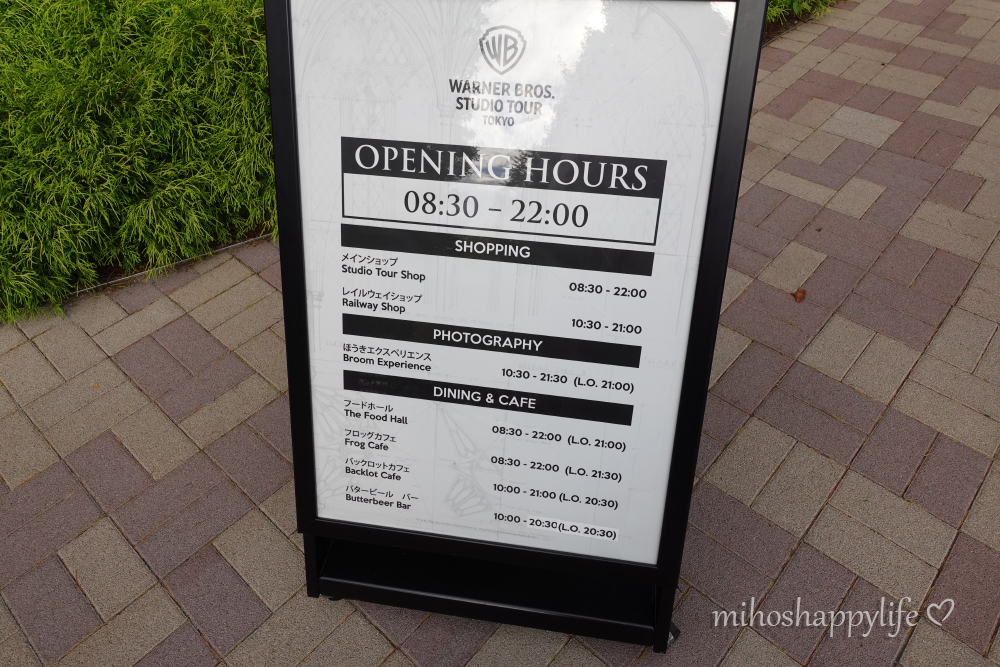 WB
WARNER BROS.
STUDIO TOUR
TOKYO
OPENING HOURS
08:30 – 22:00
SHOPPING
メインショップ
Studio Tour Shop 08:30 - 22:00
レイルウェイショップ
Railway Shop 10:30 - 21:00
PHOTOGRAPHY
ほうきエクスペリエンス
Broom Experience 10:30 - 21:30 (L.O. 21:00)
DINING & CAFE
フードホール
The Food Hall 08:30 - 22:00 (L.O. 21:00)
フロッグカフェ
Frog Cafe 08:30 - 22:00 (L.O. 21:30)
バックロットカフェ
Backlot Cafe 10:00 - 21:00 (L.O. 20:30)
バタービール バー
Butterbeer Bar 10:00 - 20:30 (L.O. 20:30)
mihoshappylife♡